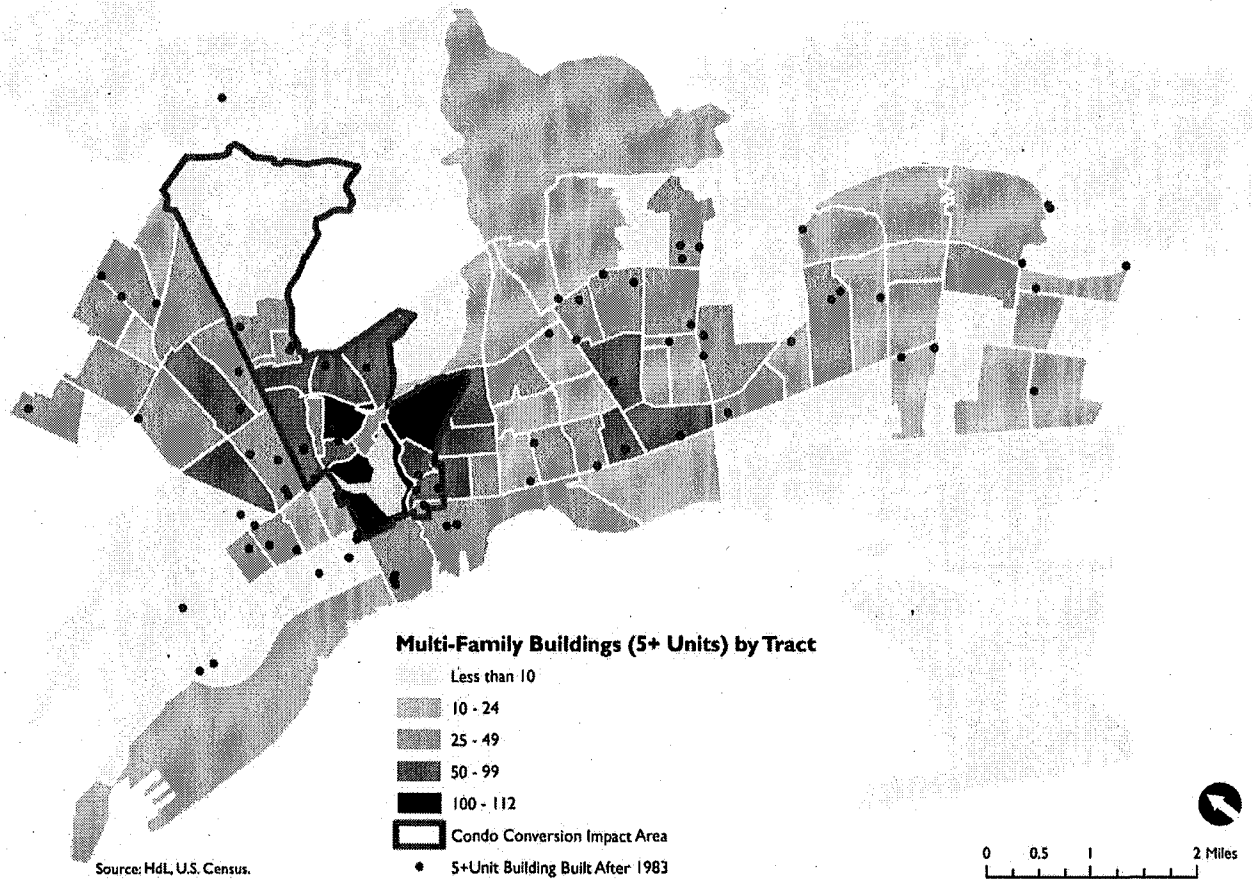 Multi-Family Buildings (5+ Units) by Tract
Less than 10
10 - 24
25 - 49
50 - 99
100 - 112
Condo Conversion Impact Area
5+Unit Building Built After 1983
Source: HdL, U.S. Census.
0 0.5 1 2 Miles